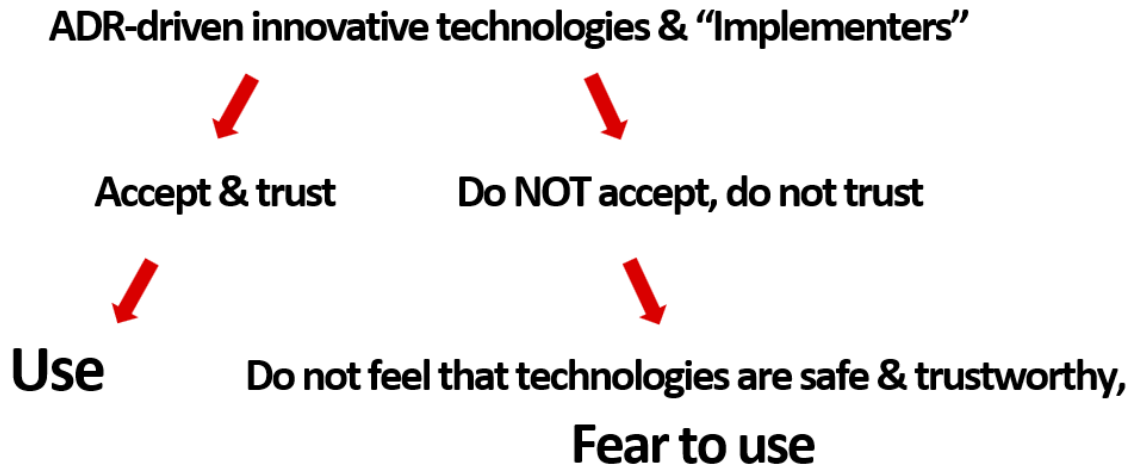 ADR-driven innovative technologies & “Implementers”
Accept & trust
Do NOT accept, do not trust
Use
Do not feel that technologies are safe & trustworthy,
Fear to use